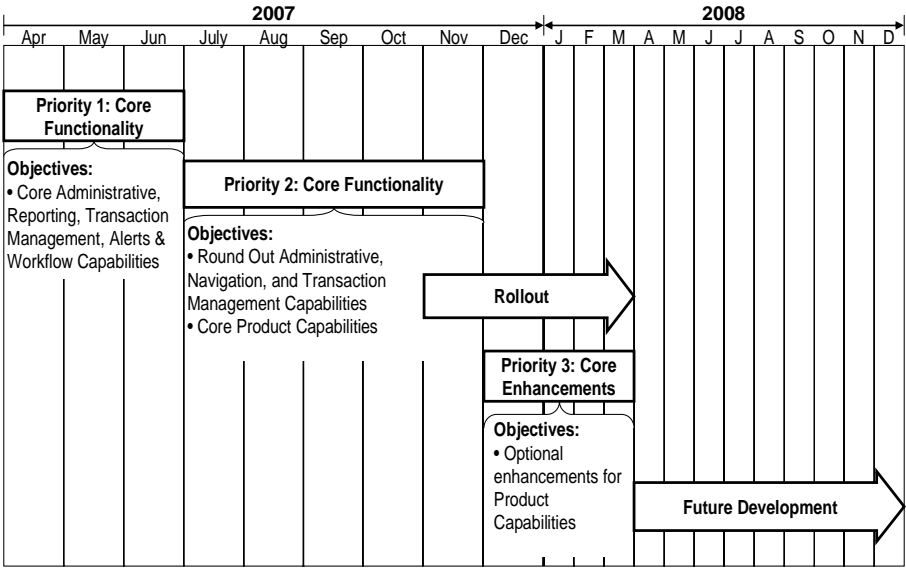 2007 2008
Apr May Jun July Aug Sep Oct Nov Dec J F M A M J J A S O N D
Priority 1: Core
Functionality
Objectives:
• Core Administrative,
Reporting, Transaction
Management, Alerts &
Workflow Capabilities
Priority 2: Core Functionality
Objectives:
• Round Out Administrative,
Navigation, and Transaction
Management Capabilities
• Core Product Capabilities
Rollout
Priority 3: Core
Enhancements
Objectives:
• Optional
enhancements for
Product
Capabilities
Future Development